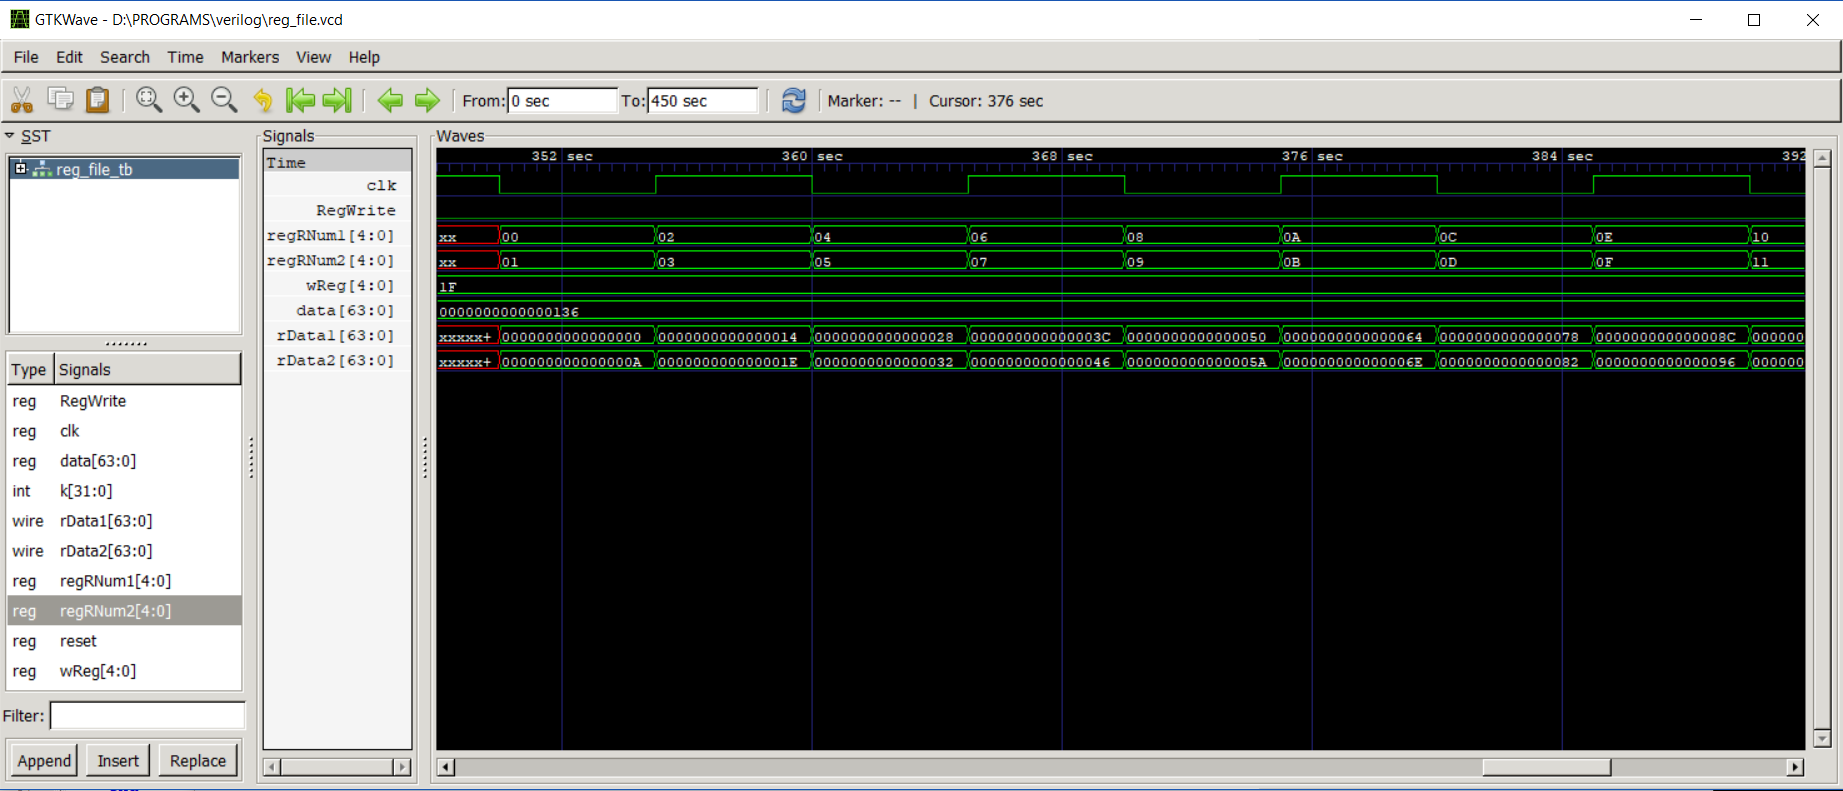 GTKWave - D:\PROGRAMS\verilog\reg_file.vcd
File Edit Search Time Markers View Help
From: 0 sec To: 450 sec Marker: -- | Cursor: 376 sec
SST
reg_file_tb
Type Signals
reg RegWrite
reg clk
reg data[63:0]
int k[31:0]
wire rData1[63:0]
wire rData2[63:0]
reg regRNum1[4:0]
reg regRNum2[4:0]
reg reset
reg wReg[4:0]
Filter:
Append Insert Replace
Signals
Time
clk
RegWrite
regRNum1[4:0]
regRNum2[4:0]
wReg[4:0]
data[63:0]
rData1[63:0]
rData2[63:0]
Waves
352 sec 360 sec 368 sec 376 sec 384 sec 392
xx 00 02 04 06 08 0A 0C 0E 10
xx 01 03 05 07 09 0B 0D 0F 11
1F
0000000000000136
xxxxx+ 0000000000000000 0000000000000014 0000000000000028 000000000000003C 0000000000000050 0000000000000064 0000000000000078 000000000000008C 000000
xxxxx+ 000000000000000A 000000000000001E 0000000000000032 0000000000000046 000000000000005A 000000000000006E 0000000000000082 0000000000000096 000000